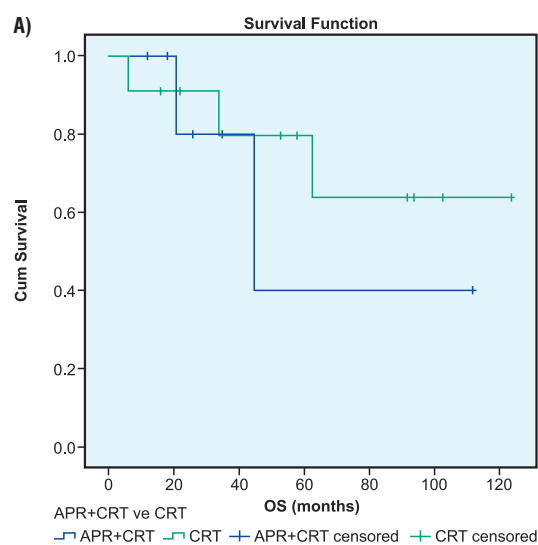 A)
Survival Function
1.0
0.8
0.6
0.4
0.2
0.0
Cum Survival
0 20 40 60 80 100 120
OS (months)
APR+CRT ve CRT
APR+CRT CRT APR+CRT censored CRT censored